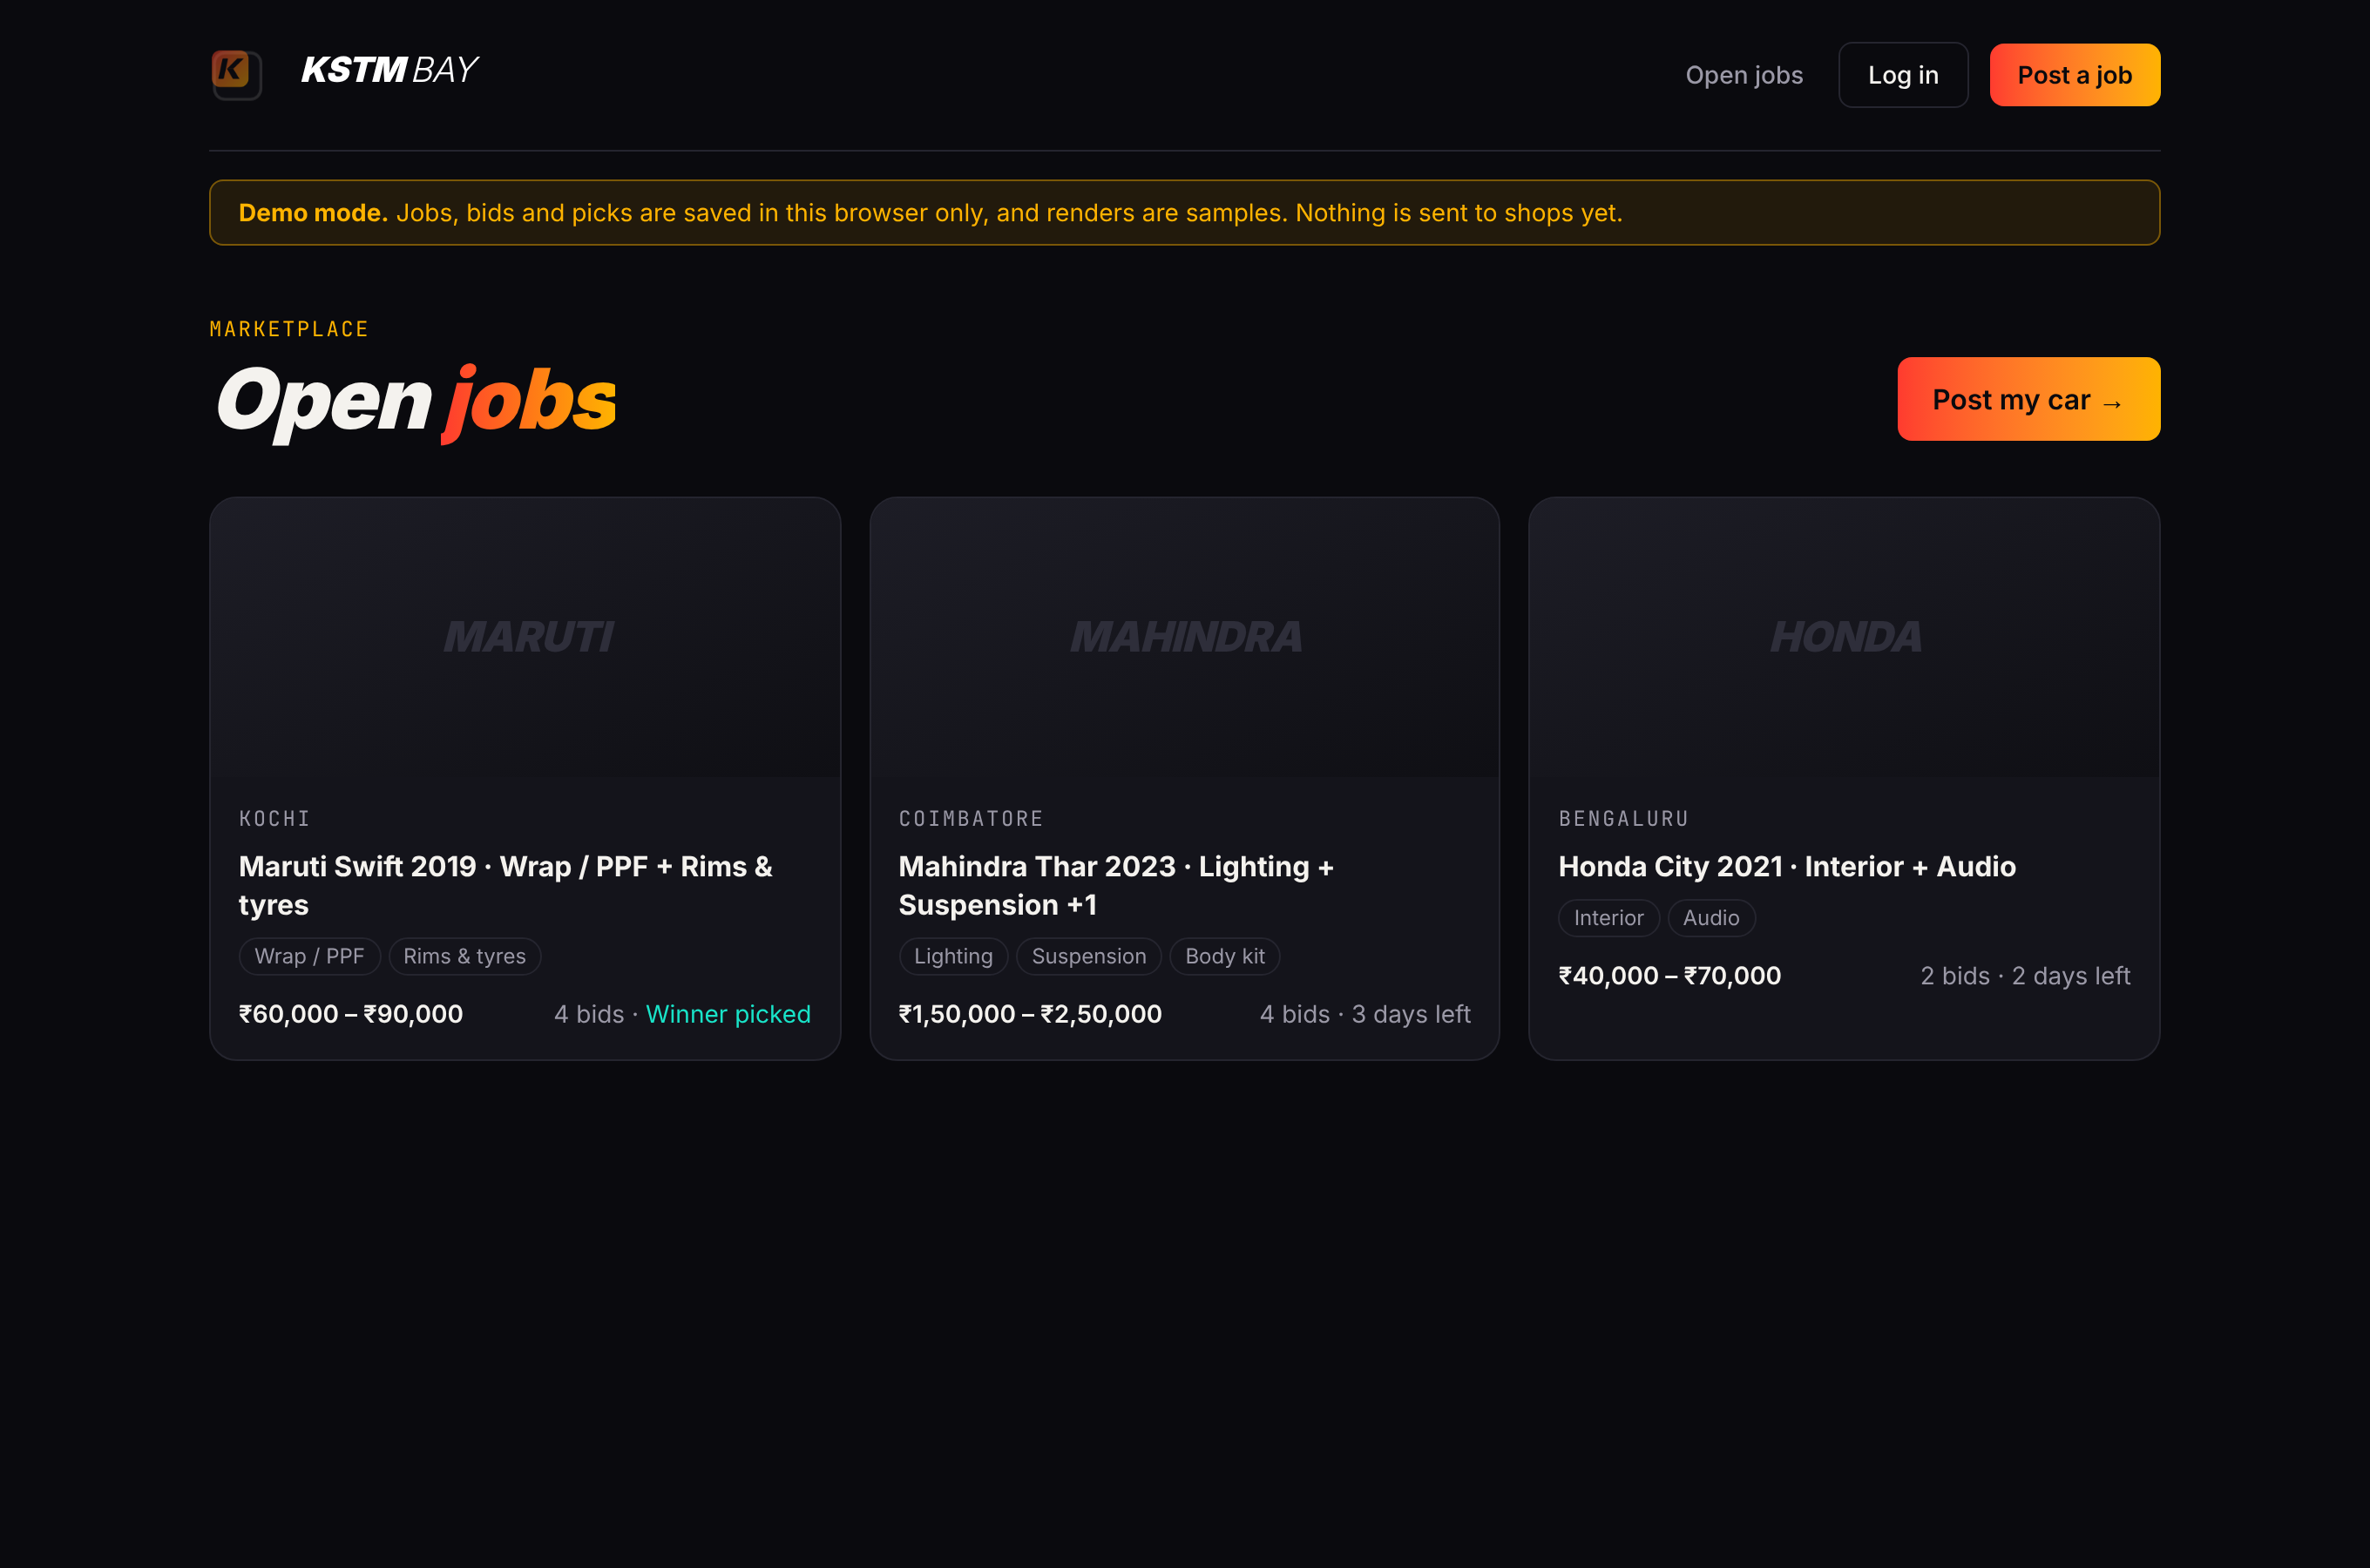 K
KSTM BAY
Open jobs
Log in
Post a job
Demo mode. Jobs, bids and picks are saved in this browser only, and renders are samples. Nothing is sent to shops yet.
MARKETPLACE
Open jobs
Post my car →
MARUTI
KOCHI
Maruti Swift 2019 · Wrap / PPF + Rims &
tyres
Wrap / PPF
Rims & tyres
₹60,000 – ₹90,000
4 bids · Winner picked
MAHINDRA
COIMBATORE
Mahindra Thar 2023 · Lighting +
Suspension +1
Lighting
Suspension
Body kit
₹1,50,000 – ₹2,50,000
4 bids · 3 days left
HONDA
BENGALURU
Honda City 2021 · Interior + Audio
Interior
Audio
₹40,000 – ₹70,000
2 bids · 2 days left